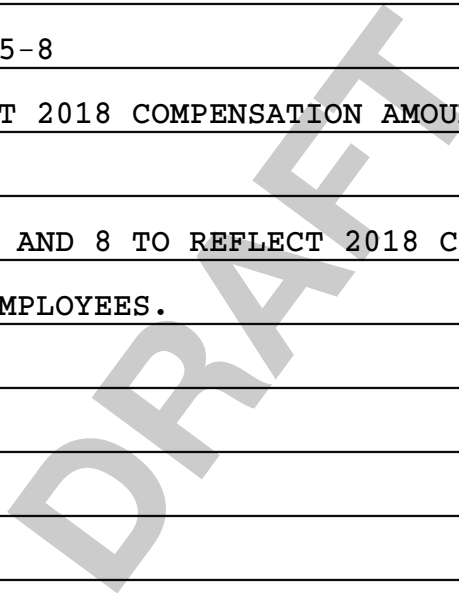 5-8
T 2018 COMPENSATION AMOU
AND 8 TO REFLECT 2018 C
MPLOYEES.
DRAFT